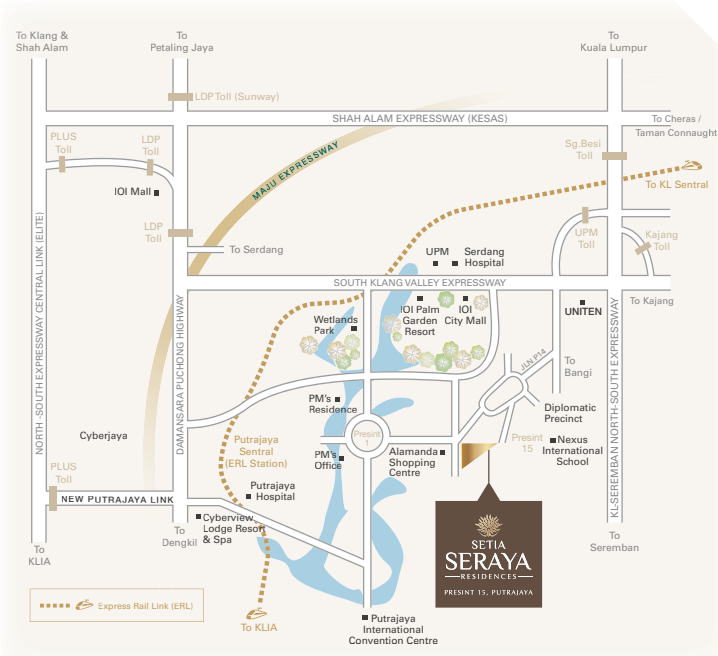 To Klang &
Shah Alam
To
Petaling Jaya
To
Kuala Lumpur
LDP Toll (Sunway)
SHAH ALAM EXPRESSWAY (KESAS)
To Cheras /
Taman Connaught
PLUS
Toll
LDP
Toll
Sg.Besi
Toll
MAJU EXPRESSWAY
To KL Sentral
IOI Mall
LDP
Toll
UPM
Toll
Kajang
Toll
To Serdang
UPM
Serdang
Hospital
SOUTH KLANG VALLEY EXPRESSWAY
To Kajang
NORTH -SOUTH EXPRESSWAY CENTRAL LINK (ELITE)
DAMANSARA PUCHONG HIGHWAY
KL-SEREMBAN NORTH-SOUTH EXPRESSWAY
Wetlands
Park
IOI Palm
Garden
Resort
IOI
City Mall
UNITEN
JLN P14
To
Bangi
PM's
Residence
Diplomatic
Precinct
Cyberjaya
Putrajaya
Sentral
(ERL Station)
Presint
1
PM's
Office
Alamanda
Shopping
Centre
Presint
15
Nexus
International
School
PLUS
Toll
NEW PUTRAJAYA LINK
Putrajaya
Hospital
Cyberview
Lodge Resort
& Spa
To
KLIA
To
Dengkil
To
Seremban
SETIA
SERAYA
RESIDENCES
PRESINT 15, PUTRAJAYA
Express Rail Link (ERL)
To KLIA
Putrajaya
International
Convention Centre